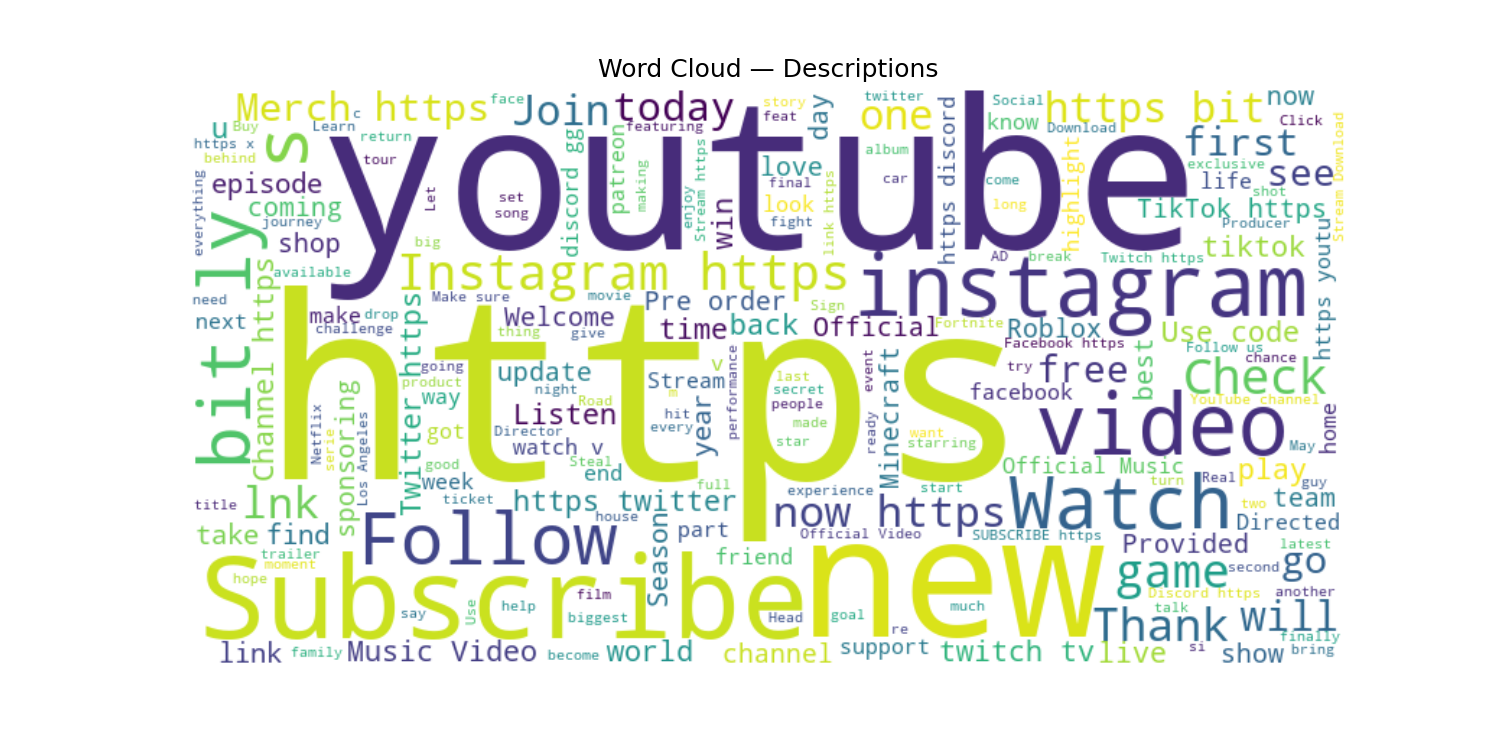 Word Cloud — Descriptions
youtube
https
Subscribe
new
instagram
video
Watch
Follow
bit ly
s
Merch https
face
Join
today
story
feat
day
twitter
one
Social
https bit
now
Click
u
Buy
c
Learn
return
https x
behind
tour
featuring
discord gg
patreon
making
love
final
look
fight
album
car
https discord
know
Download
come
long
highlight
first
exclusive
life
shot
see
TikTok https
Producer
tiktok
Stream Download
everything
episode
coming
journey
shop
available
Let
set
song
big
enjoy
Stream https
win
link https
AD
break
Twitch https
https youtu
need
next
channel https
make
drop
challenge
Twitter https
Instagram https
Make sure
movie
Pre order
Sign
Welcome
thing
give
time
back
Official
Fortnite
Roblox
Facebook https
Use code
Follow us
chance
best
try
free
facebook
Check
YouTube channel
home
going
product
way
update
night
Road
Stream
v
m
hit
every
year
performance
last
secret
people
made
star
event
ready
Minecraft
want
starring
Netflix
serie
Los Angeles
sponsoring
got
Listen
Director
watch v
Steal
good
week
end
full
ticket
title
lnk
take
find
trailer
moment
hope
https twitter
house
part
Season
experience
start
now https
Official Video
SUBSCRIBE https
Official Music
turn
Real
play
May
guy
two
team
Directed
Provided
latest
game
second
go
Discord https
another
talk
friend
film
say
Use
help
biggest
Head
goal
re
much
Thank
will
finally
link
family
Music Video
become
world
channel
support
twitch tv
live
si
show
bring